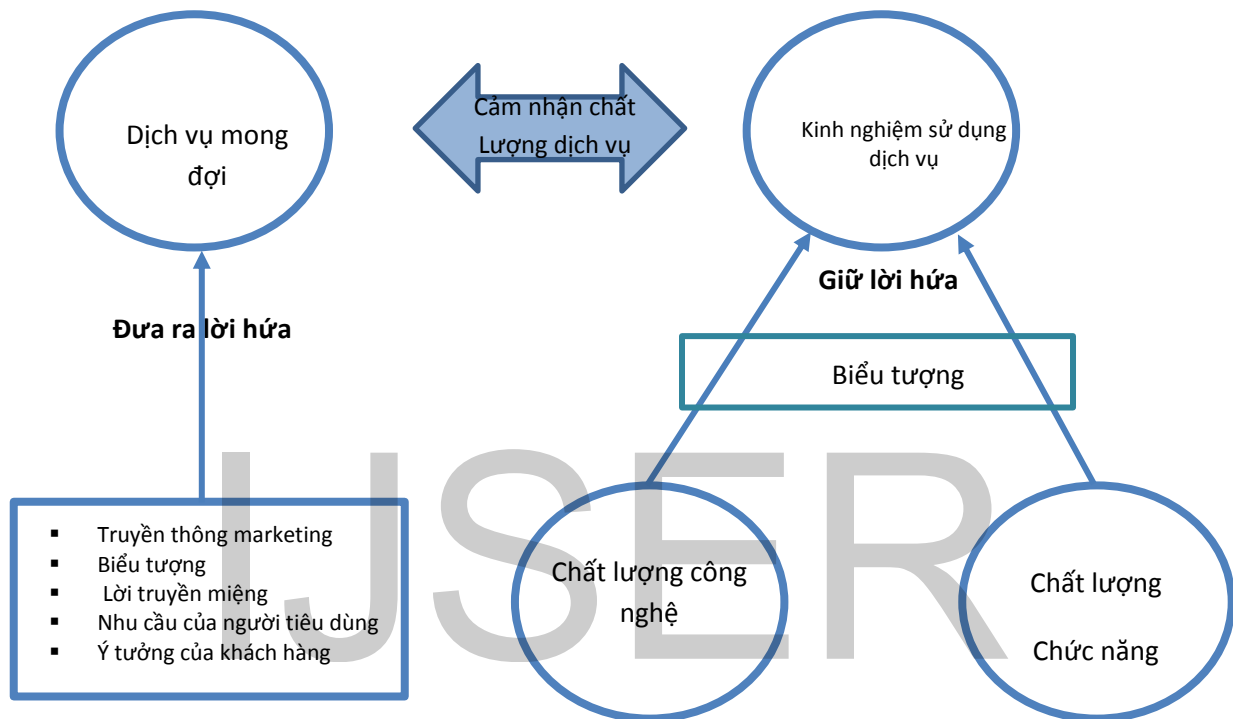 Dịch vụ mong
đợi
Cảm nhận chất
Lượng dịch vụ
Kinh nghiệm sử dụng
dịch vụ
Đưa ra lời hứa
Giữ lời hứa
Biểu tượng
▪ Truyền thông marketing
▪ Biểu tượng
▪ Lời truyền miệng
▪ Nhu cầu của người tiêu dùng
▪ Ý tưởng của khách hàng
Chất lượng công
nghệ
Chất lượng
Chức năng
IJSER